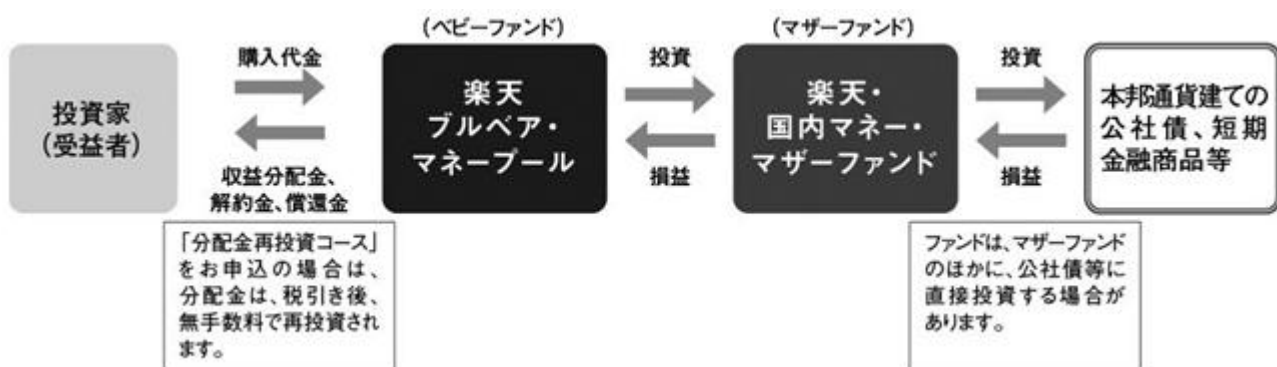 (ベビーファンド)
(マザーファンド)
投資家
(受益者)
購入代金
収益分配金、
解約金、償還金
楽天
ブルベア・
マネープール
投資
損益
楽天・
国内マネー・
マザーファンド
投資
損益
本邦通貨建ての
公社債、短期
金融商品等
「分配金再投資コース」
をお申込の場合は、
分配金は、税引き後、
無手数料で再投資され
ます。
ファンドは、マザーファンド
のほかに、公社債等に
直接投資する場合が
あります。